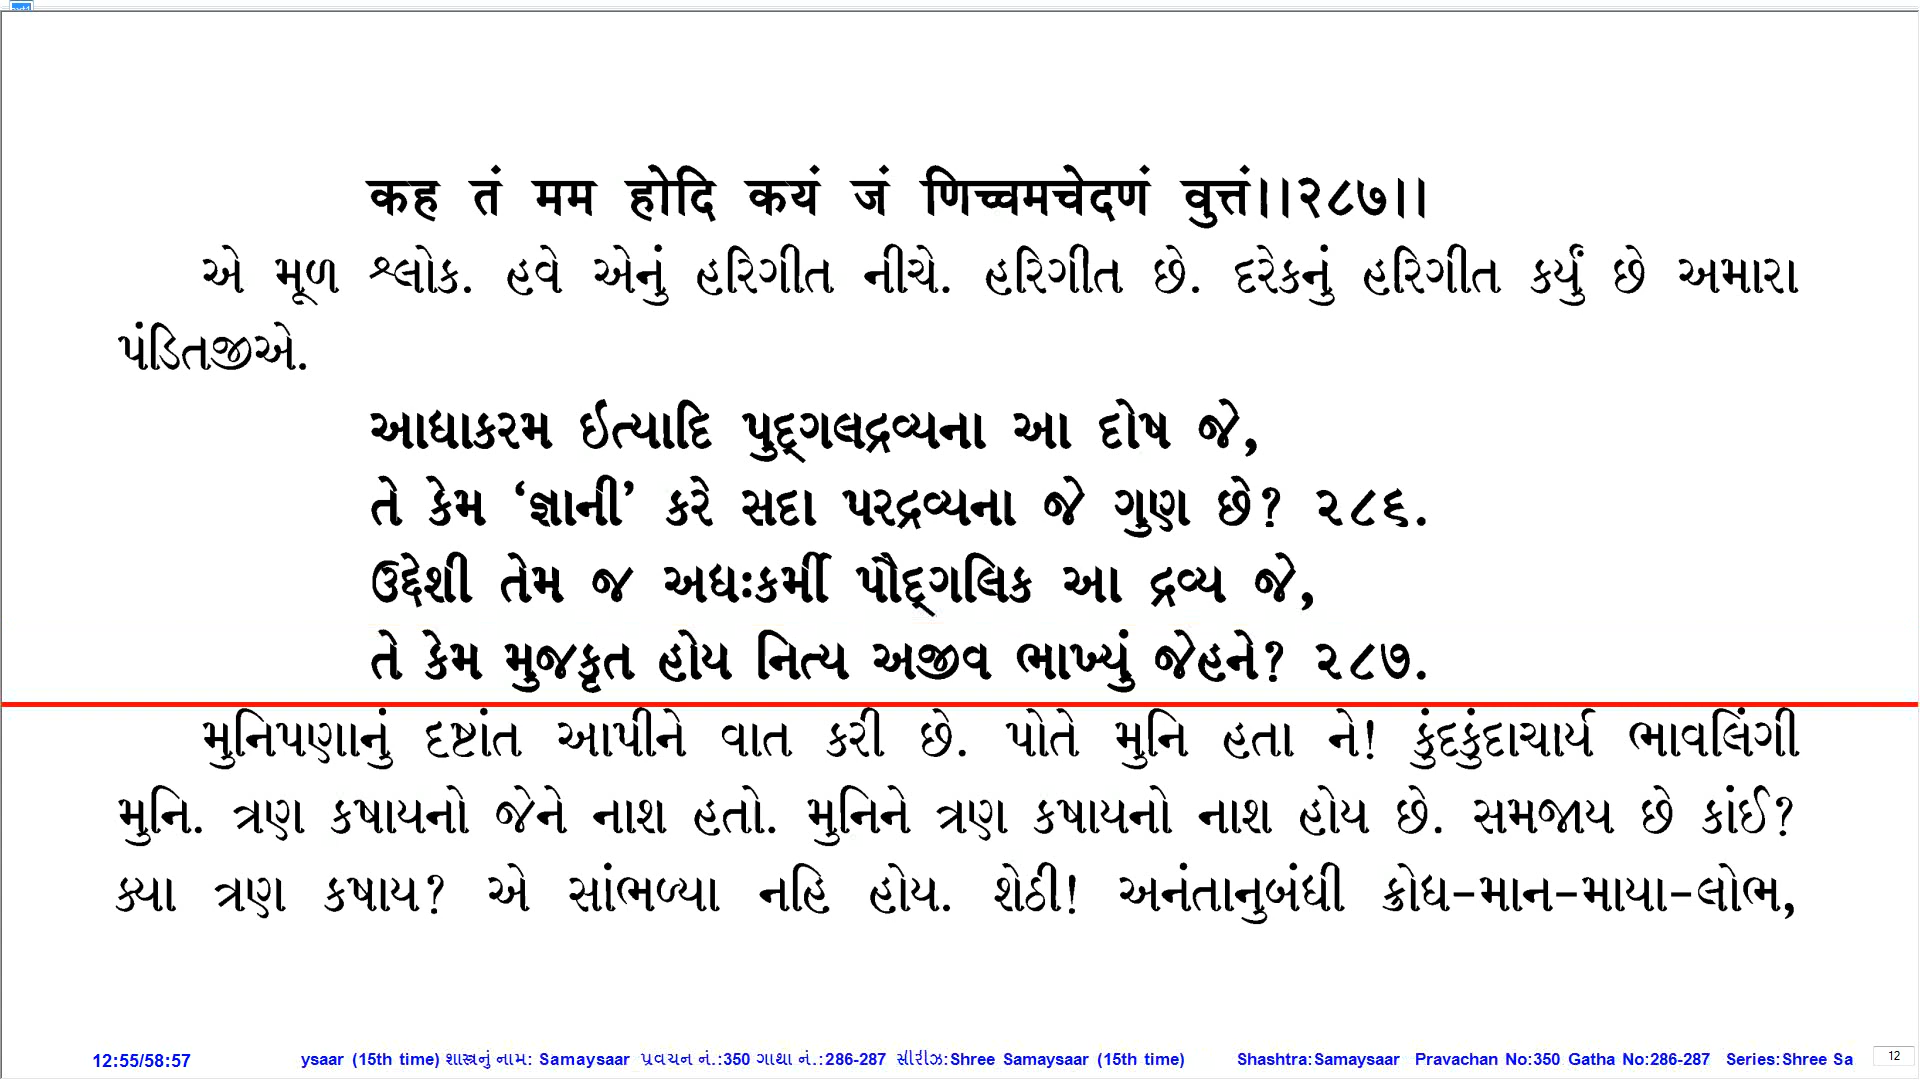 कह तं मम होदि कयं जं णिच्चमचेदणं वुत्तं।।२८७।।
એ મૂળ શ્લોક. હવે એનું હરિગીત નીચે. હરિગીત છે. દરેકનું હરિગીત કર્યું છે અમારા
પંડિતજીએ.
આધાકરમ ઈત્યાદિ પુદ્ગલદ્રવ્યના આ દોષ જે,
તે કેમ ‘જ્ઞાની’ કરે સદા પરદ્રવ્યના જે ગુણ છે? ૨૮૬.
ઉદ્દેશી તેમ જ અધઃકર્મી પૌદ્ગલિક આ દ્રવ્ય જે,
તે કેમ મુજકૃત હોય નિત્ય અજીવ ભાખ્યું જેહને? ૨૮૭.
મુનિપણાનું દષ્ટાંત આપીને વાત કરી છે. પોતે મુનિ હતા ને! કુંદકુંદાચાર્ય ભાવલિંગી
મુનિ. ત્રણ કષાયનો જેને નાશ હતો. મુનિને ત્રણ કષાયનો નાશ હોય છે. સમજાય છે કાંઈ?
ક્યા ત્રણ કષાય? એ સાંભળ્યા નહિ હોય. શેઠી! અનંતાનુબંધી ક્રોધ-માન-માયા-લોભ,
12:55/58:57 ysaar (15th time) શાસ્ત્રનું નામ: Samaysaar પ્રવચન નં.:350 ગાથા નં.:286-287 સીરીઝ:Shree Samaysaar (15th time) Shashtra:Samaysaar Pravachan No:350 Gatha No:286-287 Series:Shree Sa 12